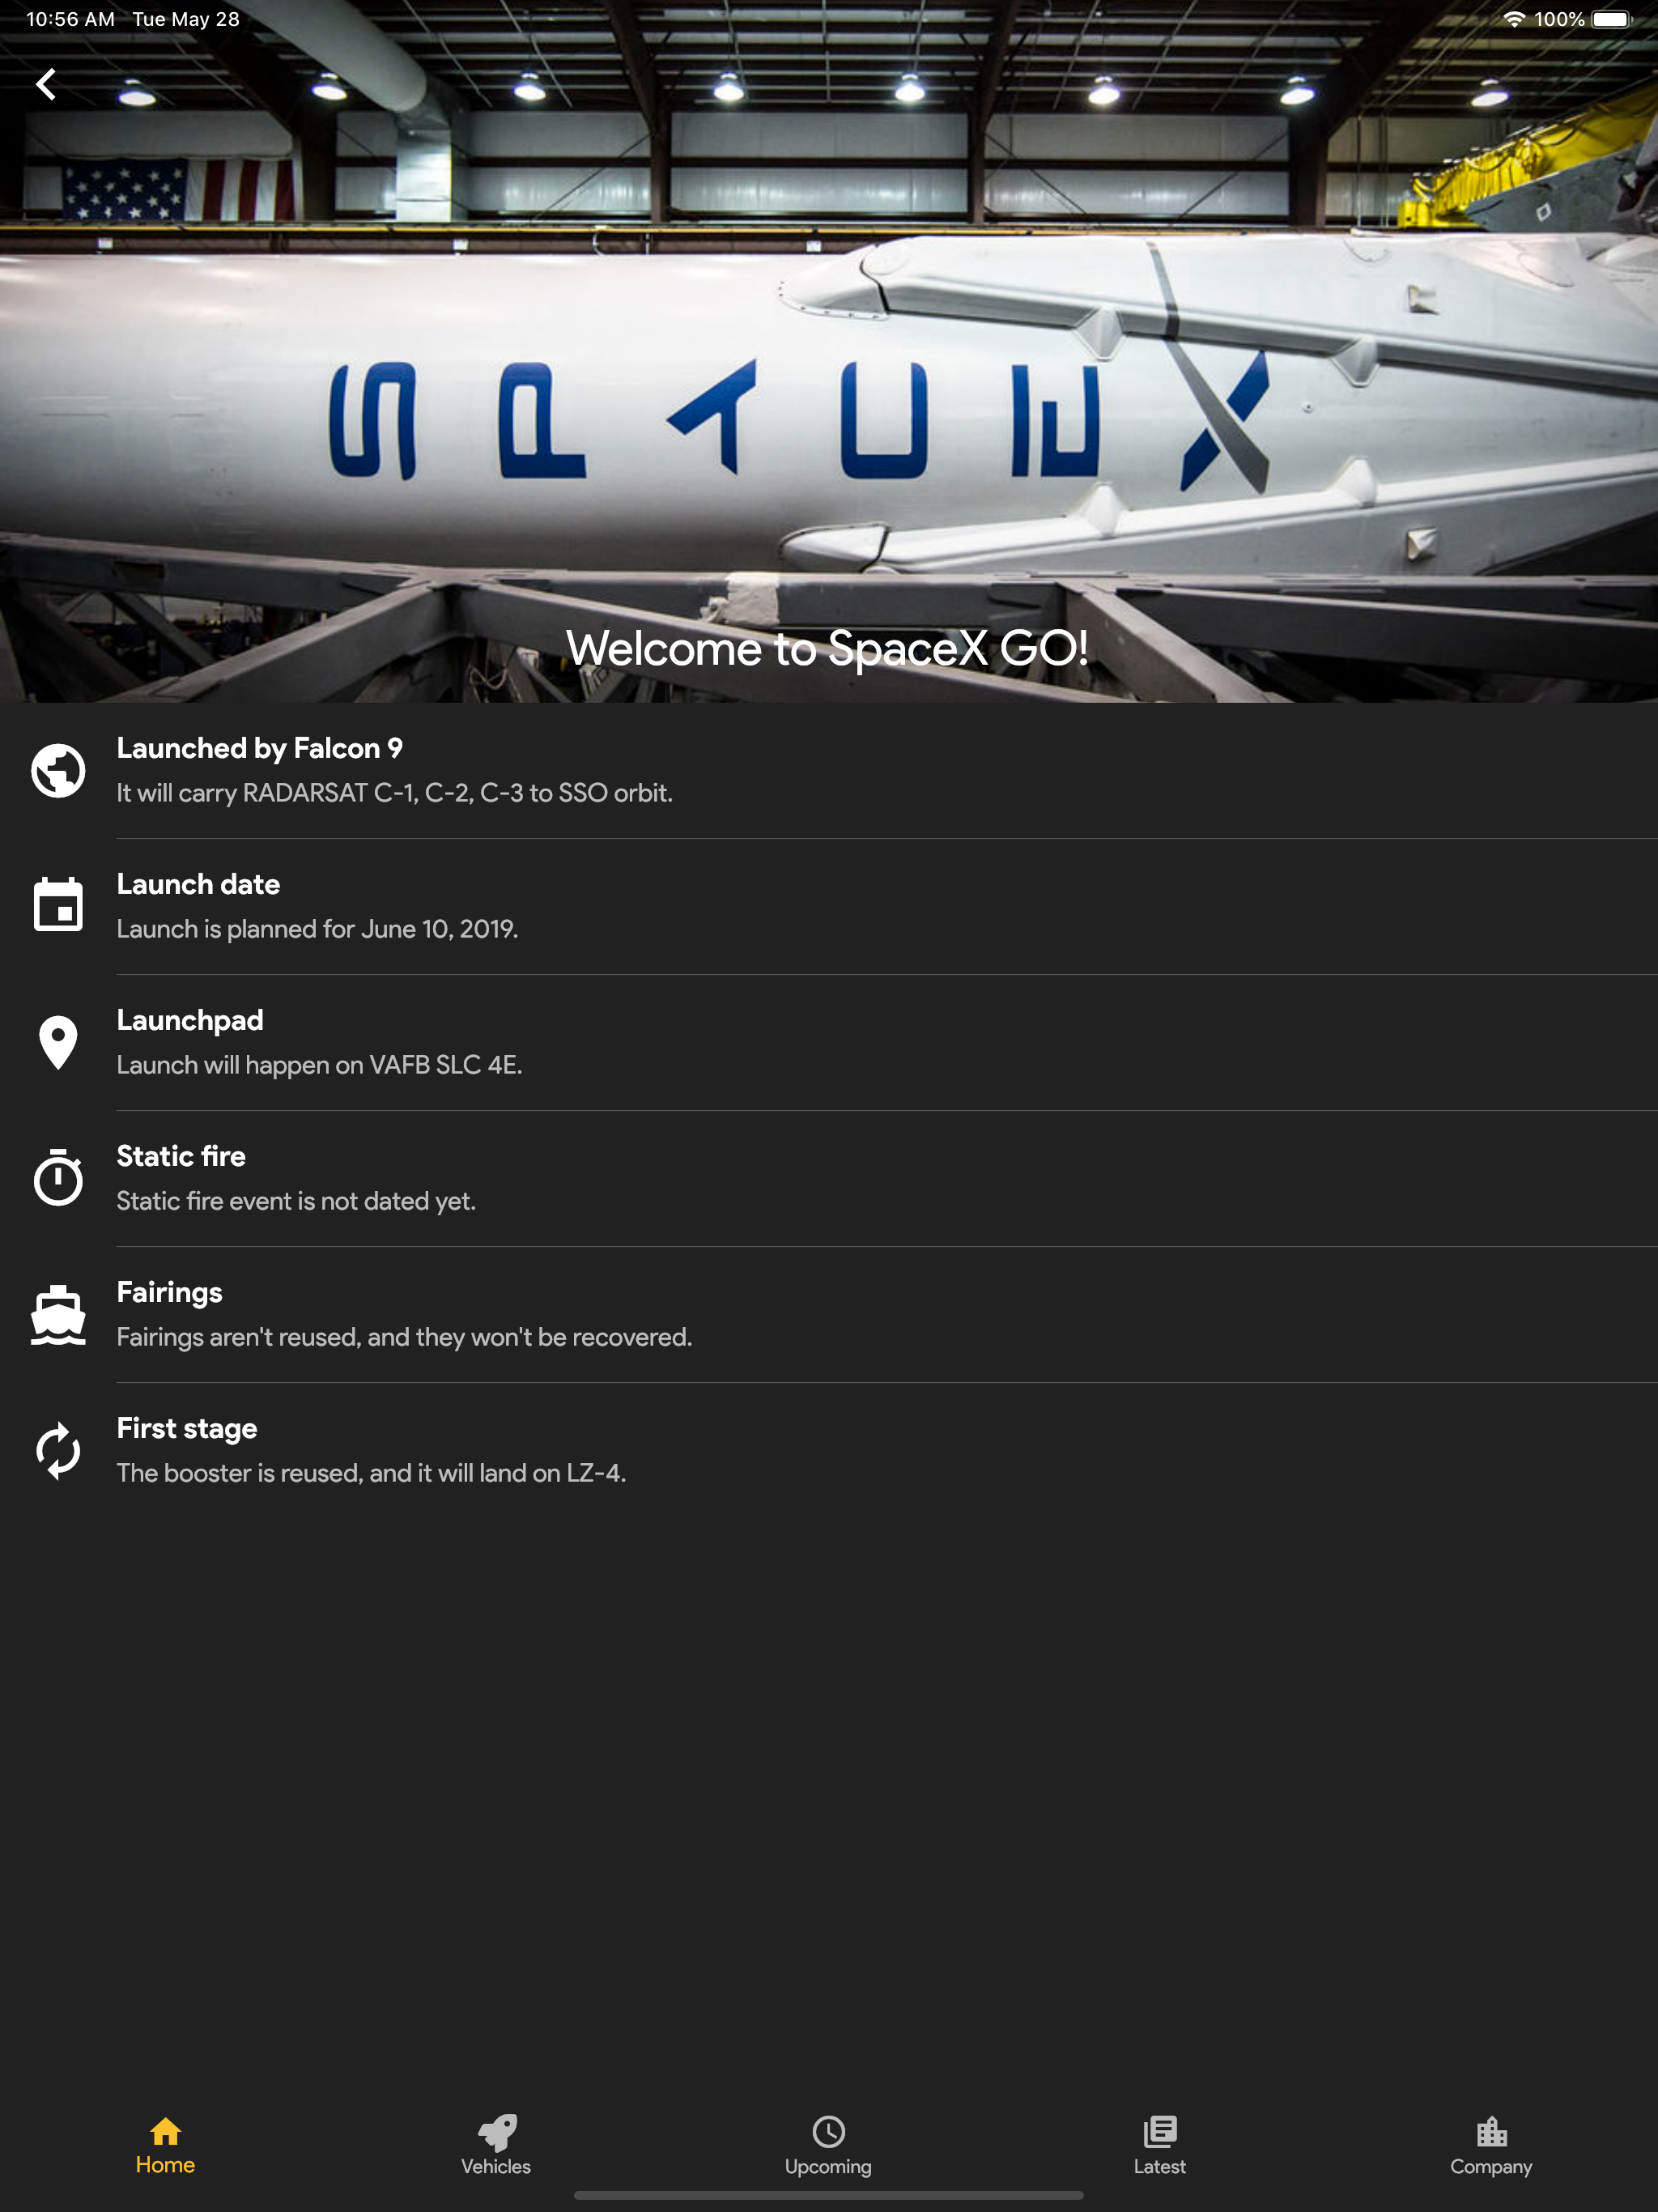 10:56 AM Tue May 28
100%
SPACEX
Welcome to SpaceX GO!
Launched by Falcon 9
It will carry RADARSAT C-1, C-2, C-3 to SSO orbit.
Launch date
Launch is planned for June 10, 2019.
Launchpad
Launch will happen on VAFB SLC 4E.
Static fire
Static fire event is not dated yet.
Fairings
Fairings aren't reused, and they won't be recovered.
First stage
The booster is reused, and it will land on LZ-4.
Home
Vehicles
Upcoming
Latest
Company